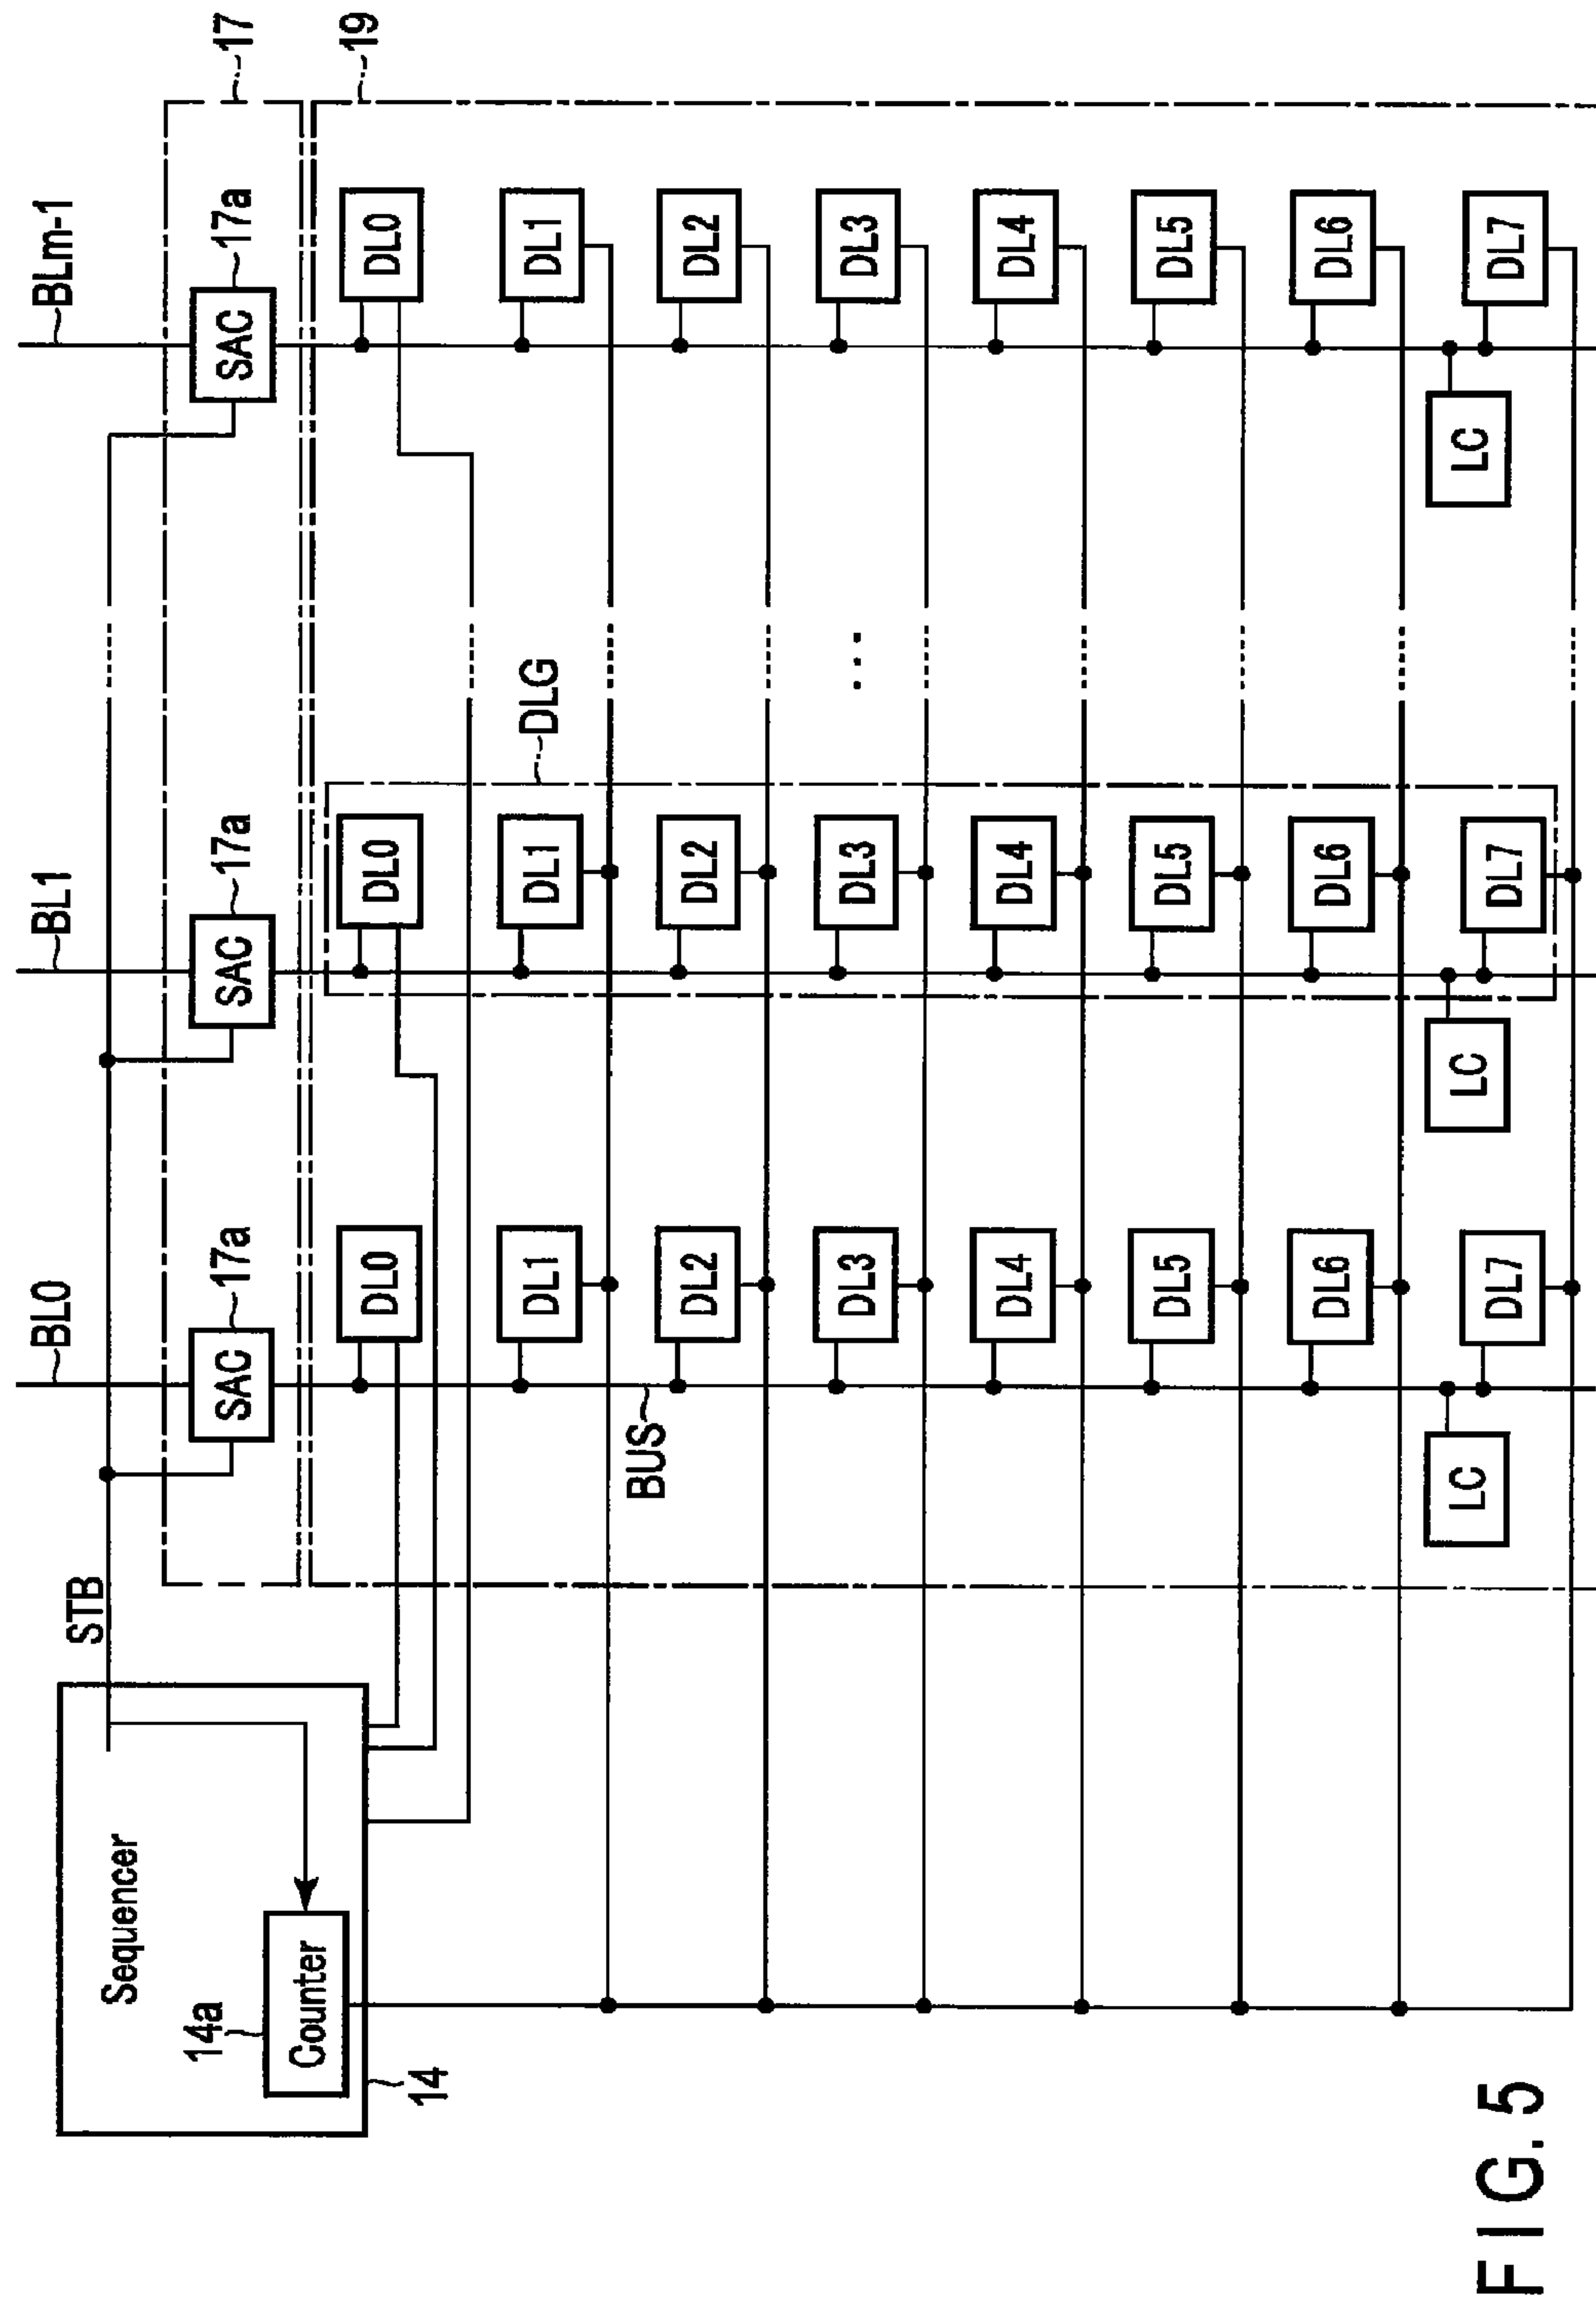 BL0
BL1
BLm-1
STB
17
SAC
17a
SAC
17a
SAC
17a
Sequencer
14a
Counter
14
19
DL0
DL0
DL0
DLG
DL1
DL1
DL1
BUS
DL2
DL2
DL2
DL3
DL3
...
DL3
DL4
DL4
DL4
DL5
DL5
DL5
DL6
DL6
DL6
LC
DL7
LC
DL7
LC
DL7
FIG. 5